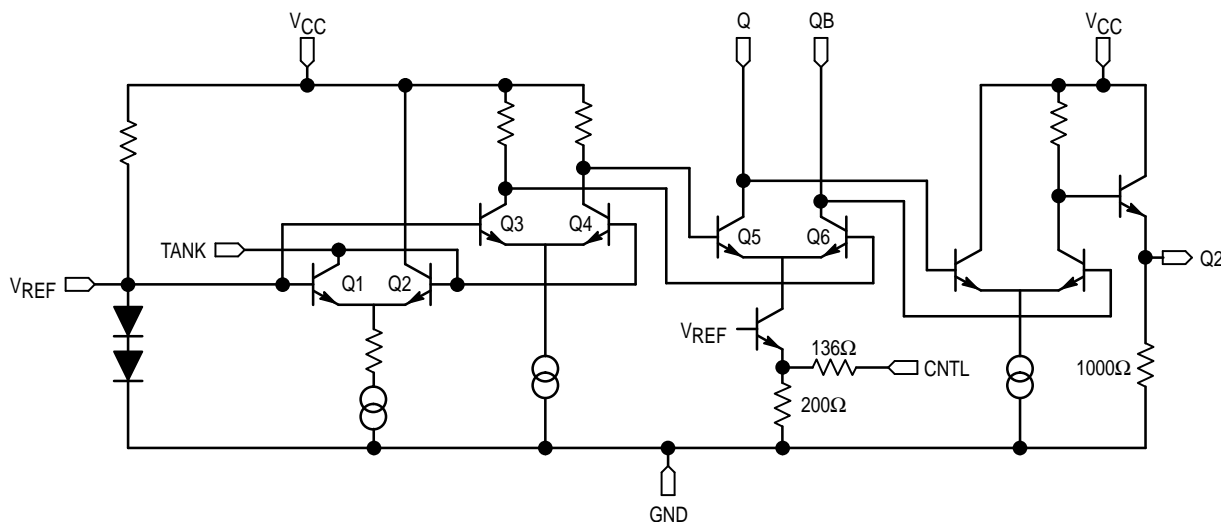 VCC
Q
QB
VCC
Q3
Q4
TANK
Q5
Q6
VREF
Q1
Q2
Q2
VREF
136Ω
CNTL
200Ω
1000Ω
GND